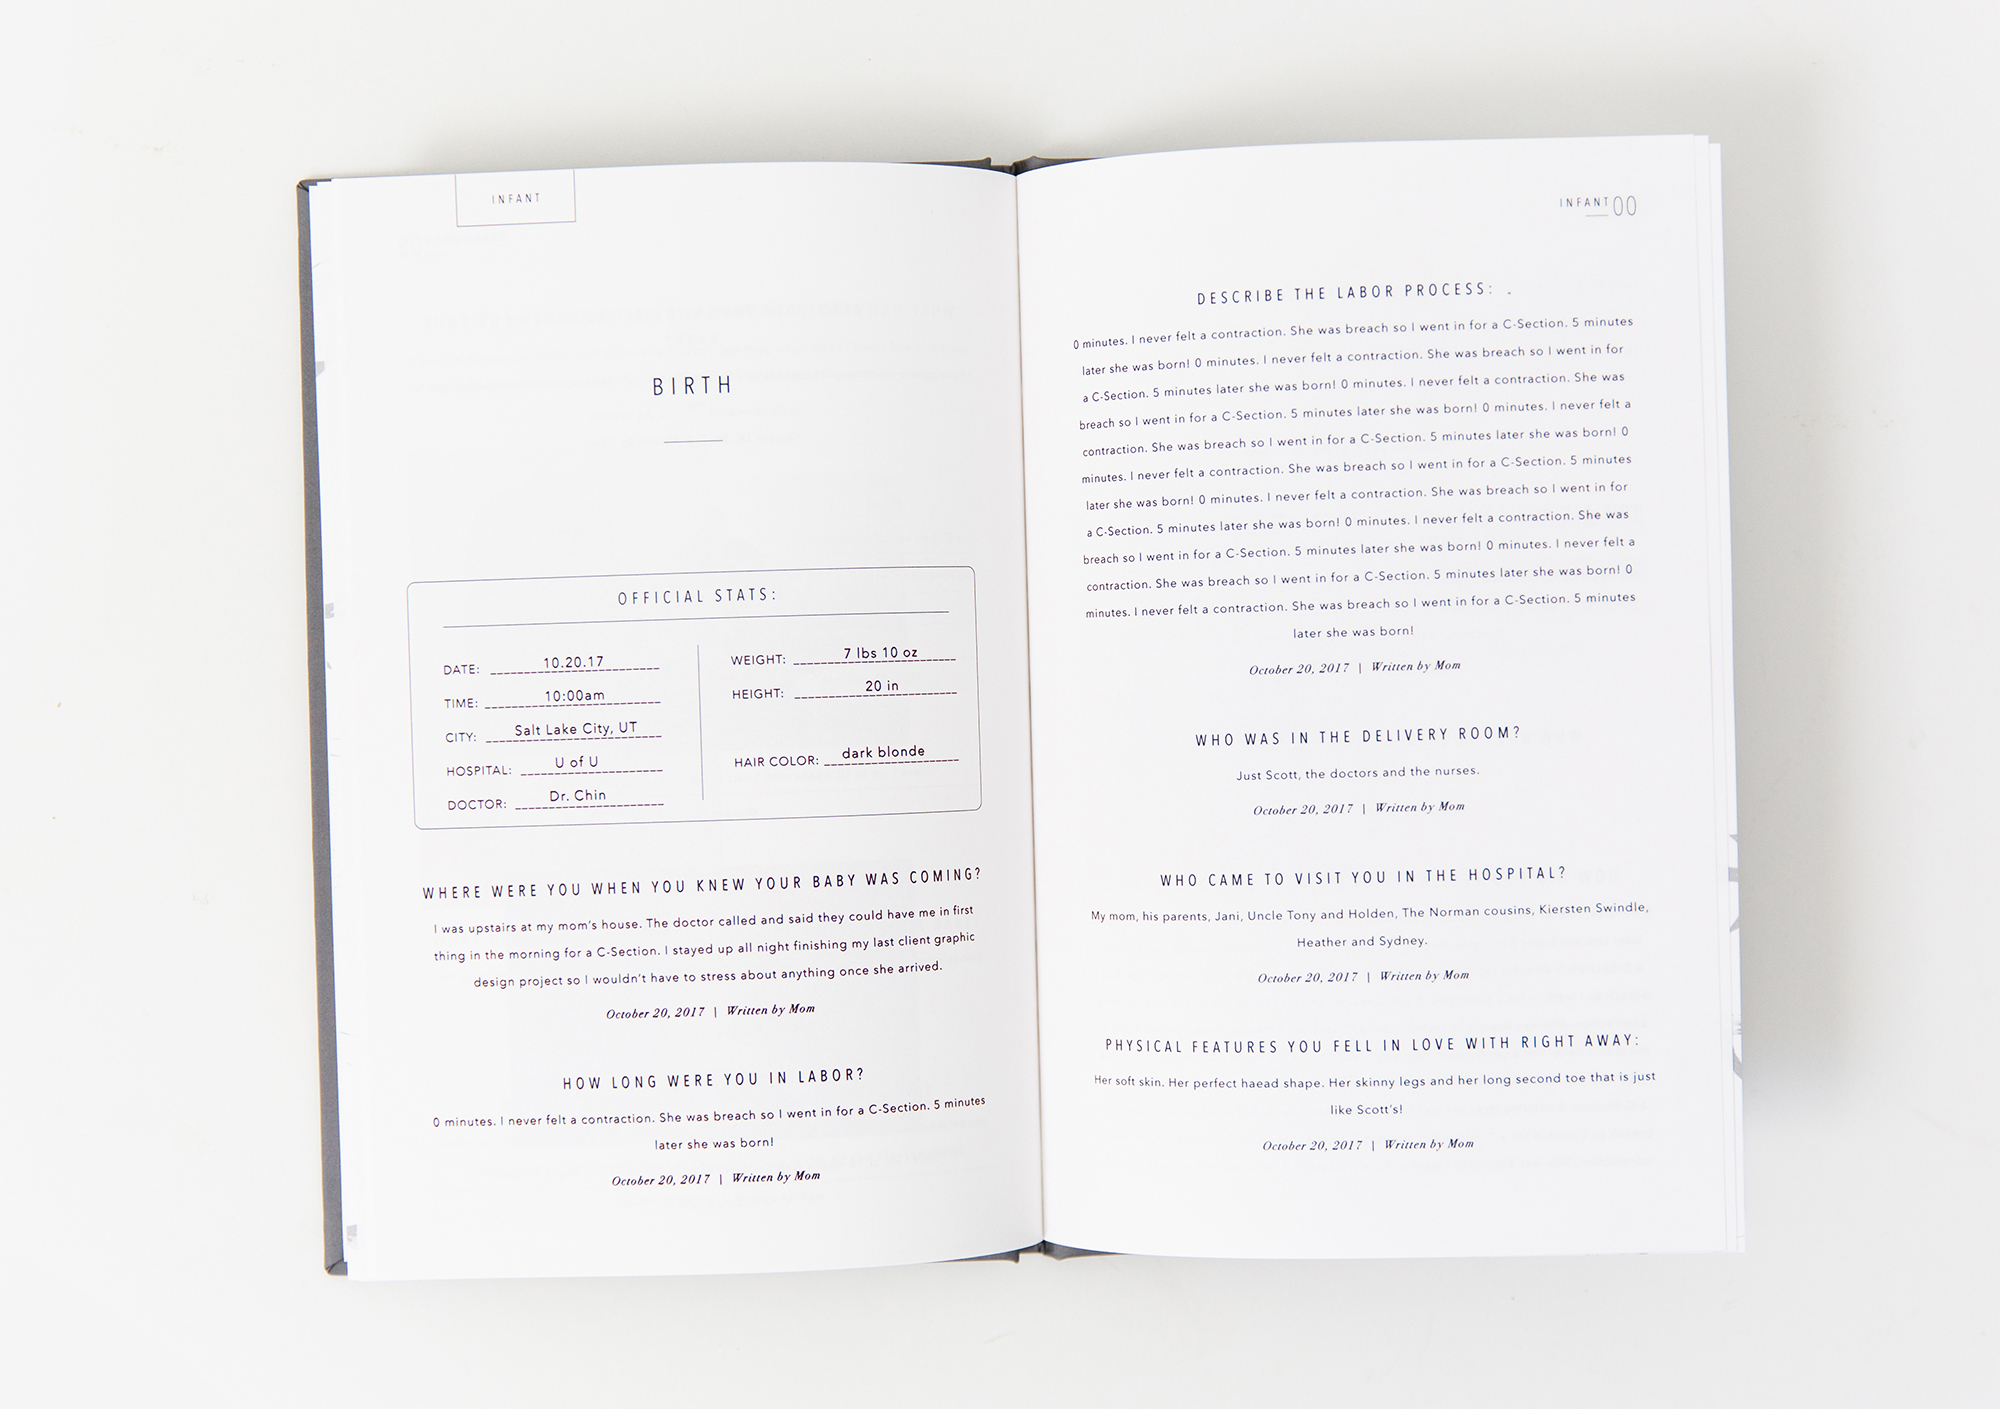 INFANT
BIRTH
OFFICIAL STATS:
DATE: 10.20.17
TIME: 10:00am
CITY: Salt Lake City, UT
HOSPITAL: U of U
DOCTOR: Dr. Chin
WEIGHT: 7 lbs 10 oz
HEIGHT: 20 in
HAIR COLOR: dark blonde
WHERE WERE YOU WHEN YOU KNEW YOUR BABY WAS COMING?
I was upstairs at my mom's house. The doctor called and said they could have me in first
thing in the morning for a C-Section. I stayed up all night finishing my last client graphic
design project so I wouldn't have to stress about anything once she arrived.
October 20, 2017 | Written by Mom
HOW LONG WERE YOU IN LABOR?
0 minutes. I never felt a contraction. She was breach so I went in for a C-Section. 5 minutes
later she was born!
October 20, 2017 | Written by Mom
INFANT 00
DESCRIBE THE LABOR PROCESS:
0 minutes. I never felt a contraction. She was breach so I went in for a C-Section. 5 minutes
later she was born! 0 minutes. I never felt a contraction. She was breach so I went in for
a C-Section. 5 minutes later she was born! 0 minutes. I never felt a contraction. She was
breach so I went in for a C-Section. 5 minutes later she was born! 0 minutes. I never felt a
contraction. She was breach so I went in for a C-Section. 5 minutes later she was born! 0
minutes. I never felt a contraction. She was breach so I went in for a C-Section. 5 minutes
later she was born! 0 minutes. I never felt a contraction. She was breach so I went in for
a C-Section. 5 minutes later she was born! 0 minutes. I never felt a contraction. She was
breach so I went in for a C-Section. 5 minutes later she was born! 0 minutes. I never felt a
contraction. She was breach so I went in for a C-Section. 5 minutes later she was born! 0
minutes. I never felt a contraction. She was breach so I went in for a C-Section. 5 minutes
later she was born!
October 20, 2017 | Written by Mom
WHO WAS IN THE DELIVERY ROOM?
Just Scott, the doctors and the nurses.
October 20, 2017 | Written by Mom
WHO CAME TO VISIT YOU IN THE HOSPITAL?
My mom, his parents, Jani, Uncle Tony and Holden, The Norman cousins, Kiersten Swindle,
Heather and Sydney.
October 20, 2017 | Written by Mom
PHYSICAL FEATURES YOU FELL IN LOVE WITH RIGHT AWAY:
Her soft skin. Her perfect haead shape. Her skinny legs and her long second toe that is just
like Scott's!
October 20, 2017 | Written by Mom